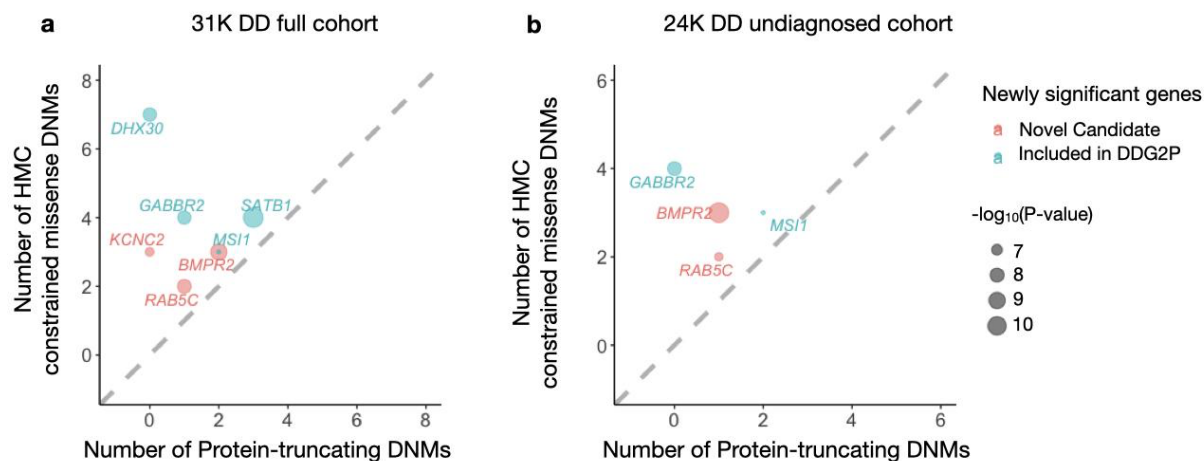 a
31K DD full cohort
b
24K DD undiagnosed cohort
Number of HMC
constrained missense DNMs
8
6
4
2
0
DHX30
GABBR2
SATB1
KCNC2
MSI1
BMPR2
RAB5C
0 2 4 6 8
Number of Protein-truncating DNMs
Number of HMC
constrained missense DNMs
6
4
2
0
GABBR2
BMPR2
MSI1
RAB5C
0 2 4 6
Number of Protein-truncating DNMs
Newly significant genes
a Novel Candidate
a Included in DDG2P
-log₁₀(P-value)
7
8
9
10